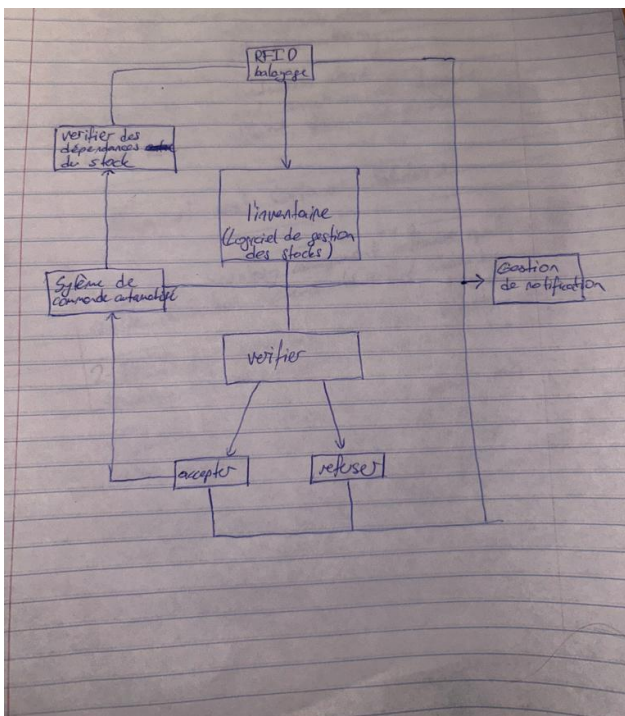 RFID
balayage
verifier des
dépendances
du stock
l'inventaire
(Logiciel de gestion
des stocks)
Système de
commande automatisé
Gestion
de notification
verifier
accepter
refuser